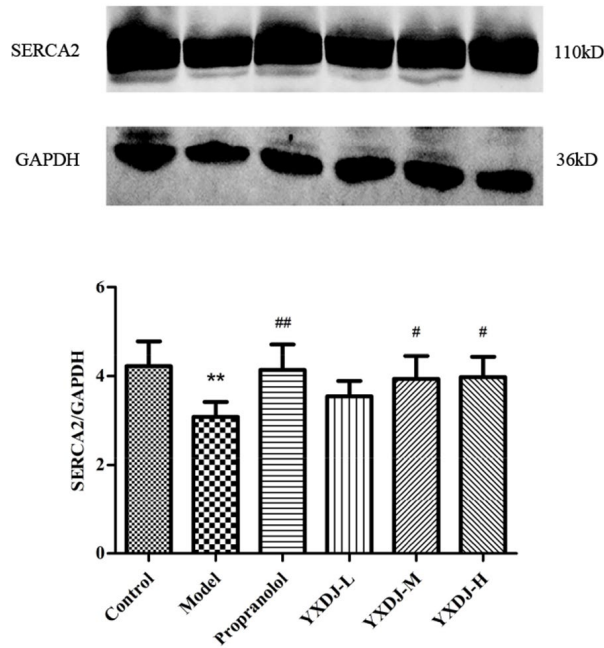 SERCA2 110kD
GAPDH 36kD
6
## # #
**
4
2
0
SERCA2/GAPDH
Control Model Propranolol YXDJ-L YXDJ-M YXDJ-H